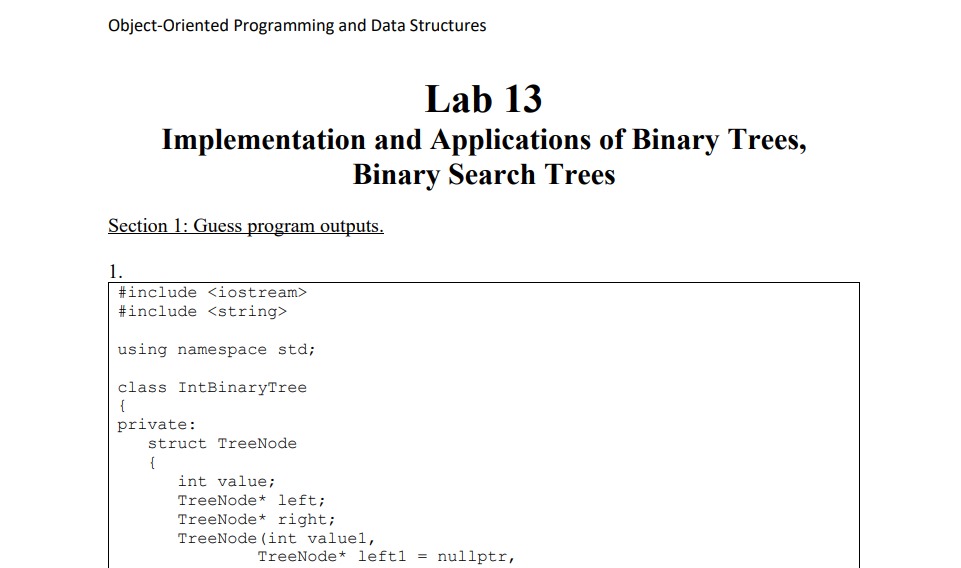 Object-Oriented Programming and Data Structures
Lab 13
Implementation and Applications of Binary Trees,
Binary Search Trees
Section 1: Guess program outputs.
1.
#include <iostream>
#include <string>
using namespace std;
class IntBinaryTree
{
private:
struct TreeNode
{
int value;
TreeNode* left;
TreeNode* right;
TreeNode(int value1,
TreeNode* left1 = nullptr,